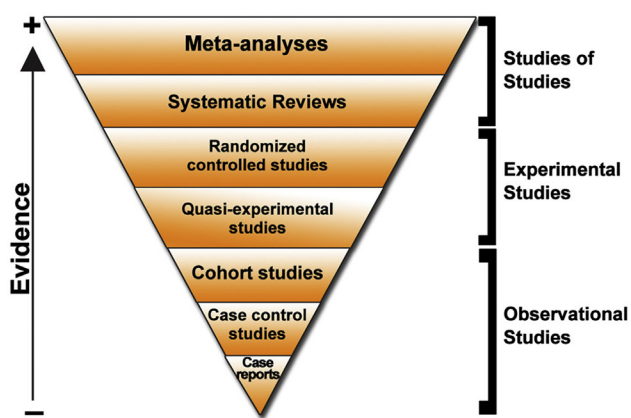 +
Meta-analyses
Systematic Reviews
Randomized
controlled studies
Quasi-experimental
studies
Cohort studies
Case control
studies
Case
reports
Evidence
−
Studies of
Studies
Experimental
Studies
Observational
Studies